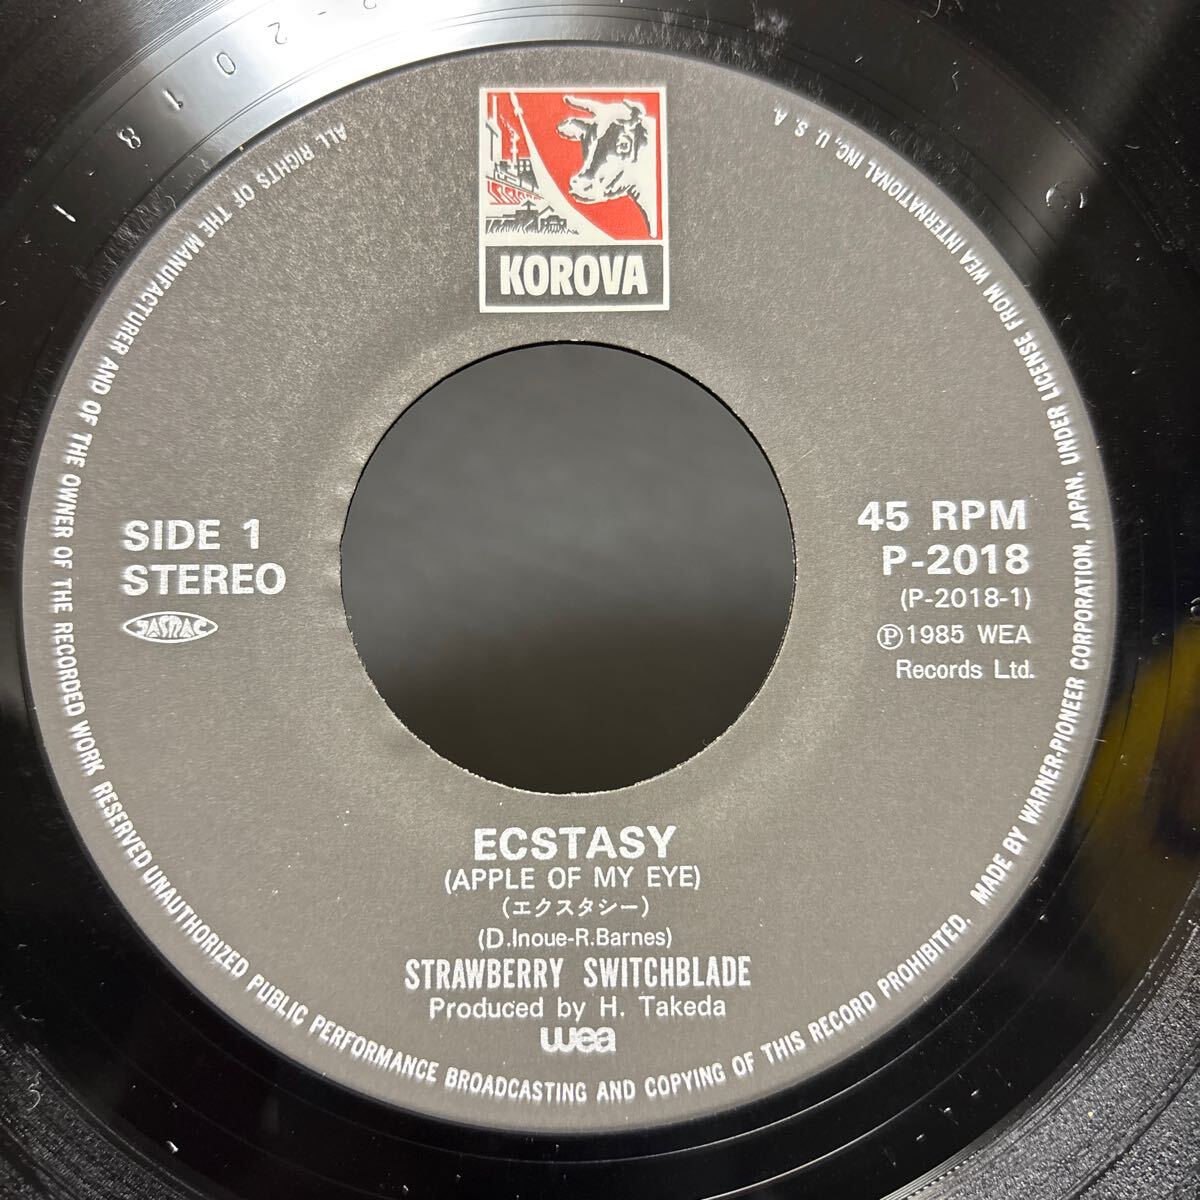 KOROVA
SIDE 1
STEREO
JASRAC
45 RPM
P-2018
(P-2018-1)
Ⓟ1985 WEA
Records Ltd.
ECSTASY
(APPLE OF MY EYE)
(エクスタシー)
(D.Inoue-R.Barnes)
STRAWBERRY SWITCHBLADE
Produced by H. Takeda
wea
ALL RIGHTS OF THE MANUFACTURER AND OF THE OWNER OF THE RECORDED WORK RESERVED UNAUTHORIZED PUBLIC PERFORMANCE BROADCASTING AND COPYING OF THIS RECORD PROHIBITED. MADE BY WARNER-PIONEER CORPORATION, JAPAN. UNDER LICENSE FROM WEA INTERNATIONAL INC, U. S. A